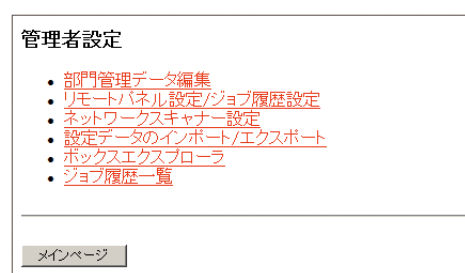 管理者設定
部門管理データ編集
リモートパネル設定/ジョブ履歴設定
ネットワークスキャナー設定
設定データのインポート/エクスポート
ボックスエクスプローラ
ジョブ履歴一覧
メインページ